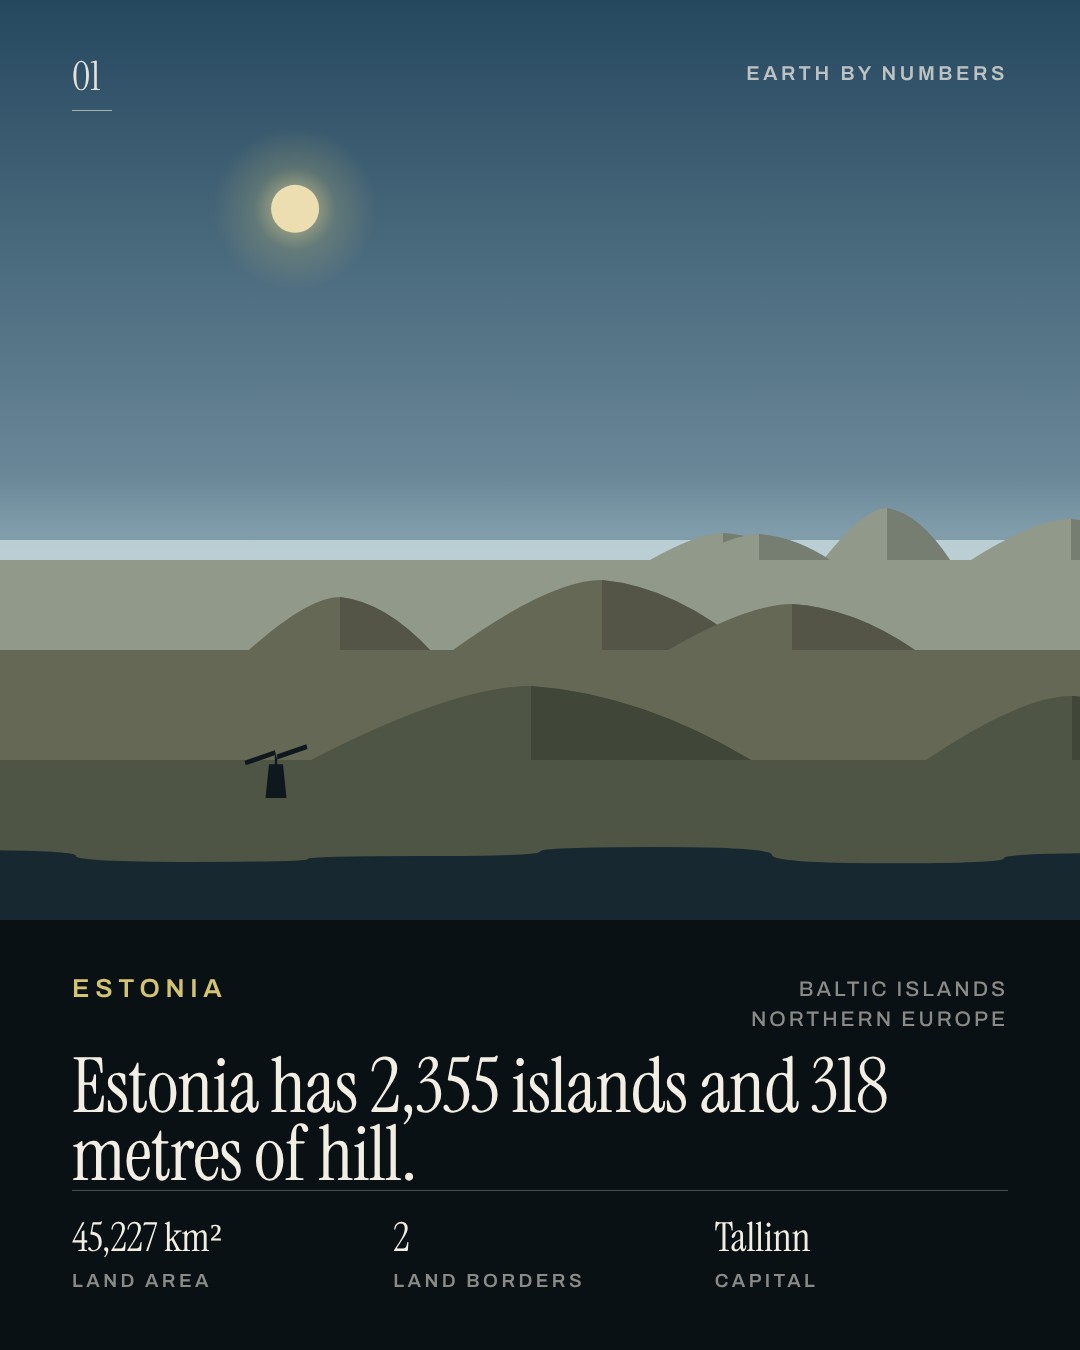 01
EARTH BY NUMBERS
ESTONIA
BALTIC ISLANDS
NORTHERN EUROPE
Estonia has 2,355 islands and 318
metres of hill.
45,227 km²
LAND AREA
2
LAND BORDERS
Tallinn
CAPITAL